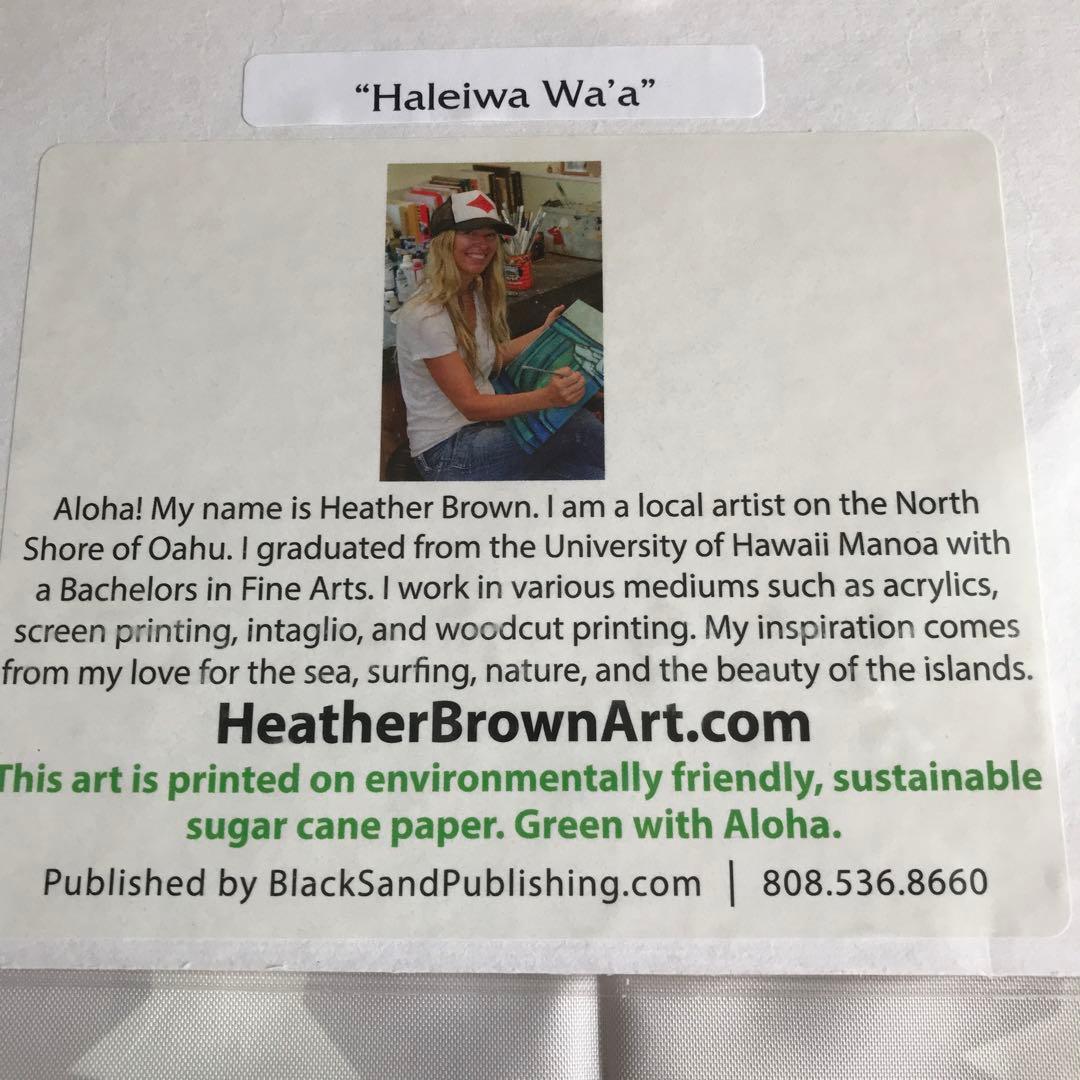 “Haleiwa Wa’a”
Aloha! My name is Heather Brown. I am a local artist on the North
Shore of Oahu. I graduated from the University of Hawaii Manoa with
a Bachelors in Fine Arts. I work in various mediums such as acrylics,
screen printing, intaglio, and woodcut printing. My inspiration comes
from my love for the sea, surfing, nature, and the beauty of the islands.
HeatherBrownArt.com
This art is printed on environmentally friendly, sustainable
sugar cane paper. Green with Aloha.
Published by BlackSandPublishing.com | 808.536.8660